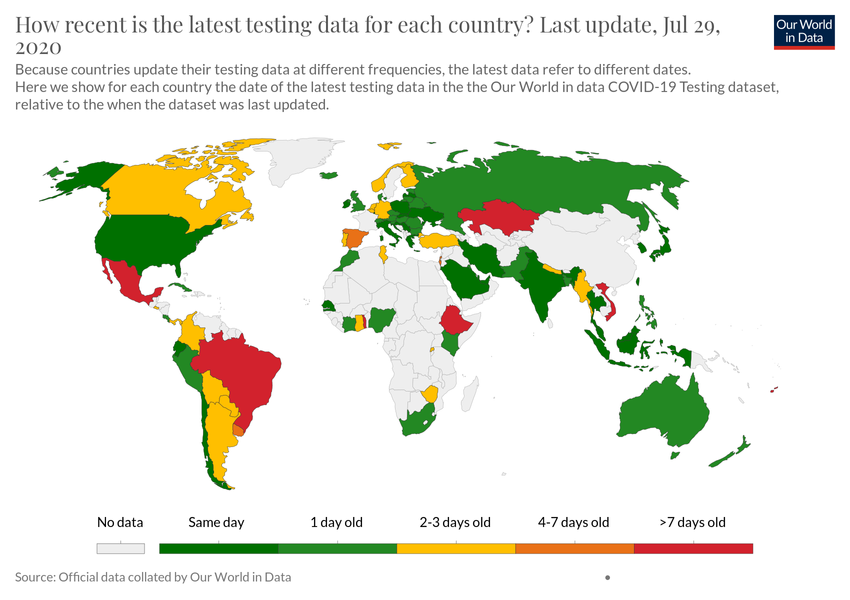 How recent is the latest testing data for each country? Last update, Jul 29,
2020
Our World
in Data
Because countries update their testing data at different frequencies, the latest data refer to different dates.
Here we show for each country the date of the latest testing data in the the Our World in data COVID-19 Testing dataset,
relative to the when the dataset was last updated.
No data
Same day
1 day old
2-3 days old
4-7 days old
>7 days old
Source: Official data collated by Our World in Data